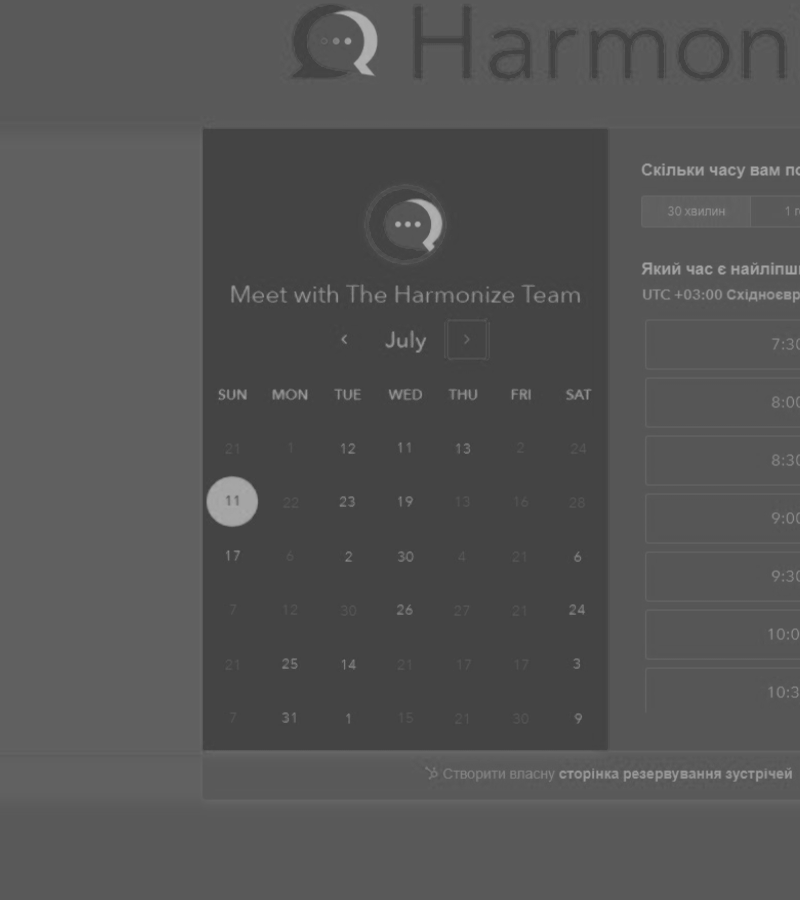 Harmoni
Скільки часу вам по
30 хвилин
Meet with The Harmonize Team
Який час є найліпши
UTC +03:00 Східноєвр
July
7:30
SUN MON TUE WED THU FRI SAT
8:00
21 1 12 11 13 2 24
8:30
11 22 23 19 13 16 28
9:00
17 6 2 30 4 21 6
9:30
7 12 30 26 27 21 24
10:0
21 25 14 21 17 17 3
10:3
7 31 1 15 21 30 9
Створити власну сторінка резервування зустрічей